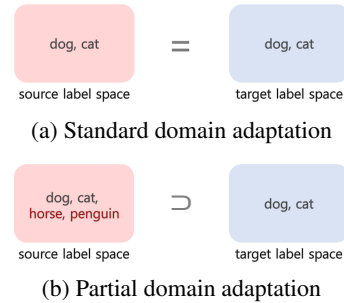 dog, cat = dog, cat
source label space target label space
(a) Standard domain adaptation
dog, cat,
horse, penguin ⊃ dog, cat
source label space target label space
(b) Partial domain adaptation